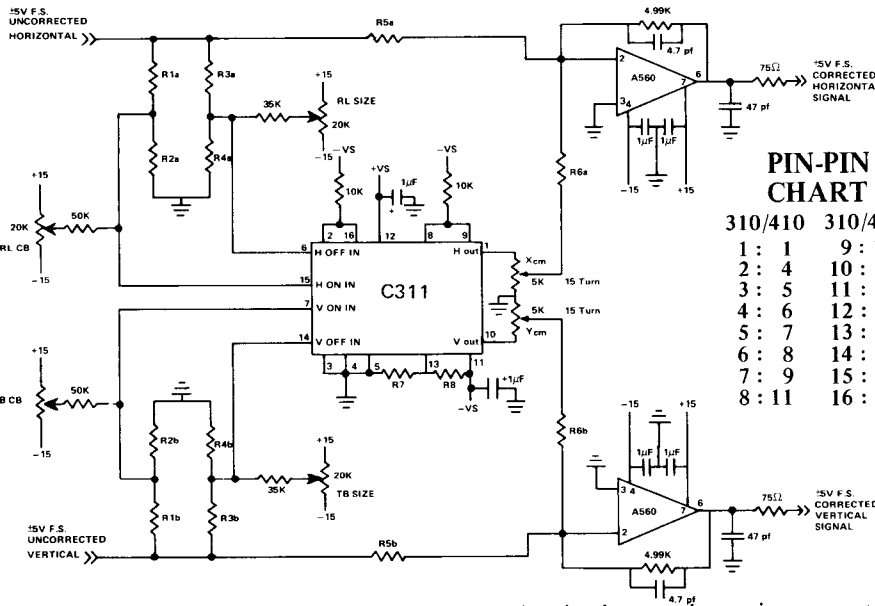 ±5V F.S.
UNCORRECTED
HORIZONTAL
R5a
R1a
R3a
R2a
R4a
35K
+15
RL SIZE
20K
-15
+15
20K
RL CB
-15
50K
-VS
10K
+VS
1µF
+
-VS
10K
2 16 12 8 9
6 H OFF IN
15 H ON IN
7 V ON IN
14 V OFF IN
C311
H out 1
V out 10
3 4 5 13 11
R7
R8
+1µF
-VS
Xcm
5K
15 Turn
5K
15 Turn
Ycm
R6a
R6b
4.99K
4.7 pf
2
3
4
A560
6
7
1µF
1µF
-15
+15
75Ω
47 pf
±5V F.S.
CORRECTED
HORIZONTAL
SIGNAL
PIN-PIN
CHART
310/410 310/4
1: 1 9:
2: 4 10:
3: 5 11:
4: 6 12:
5: 7 13:
6: 8 14:
7: 9 15:
8: 11 16:
+15
B CB
-15
50K
R2b
R4b
R1b
R3b
35K
+15
20K
TB SIZE
-15
±5V F.S.
UNCORRECTED
VERTICAL
R5b
-15
+15
1µF
1µF
3
4
A560
2
7
6
4.99K
4.7 pf
75Ω
47 pf
±5V F.S.
CORRECTED
VERTICAL
SIGNAL